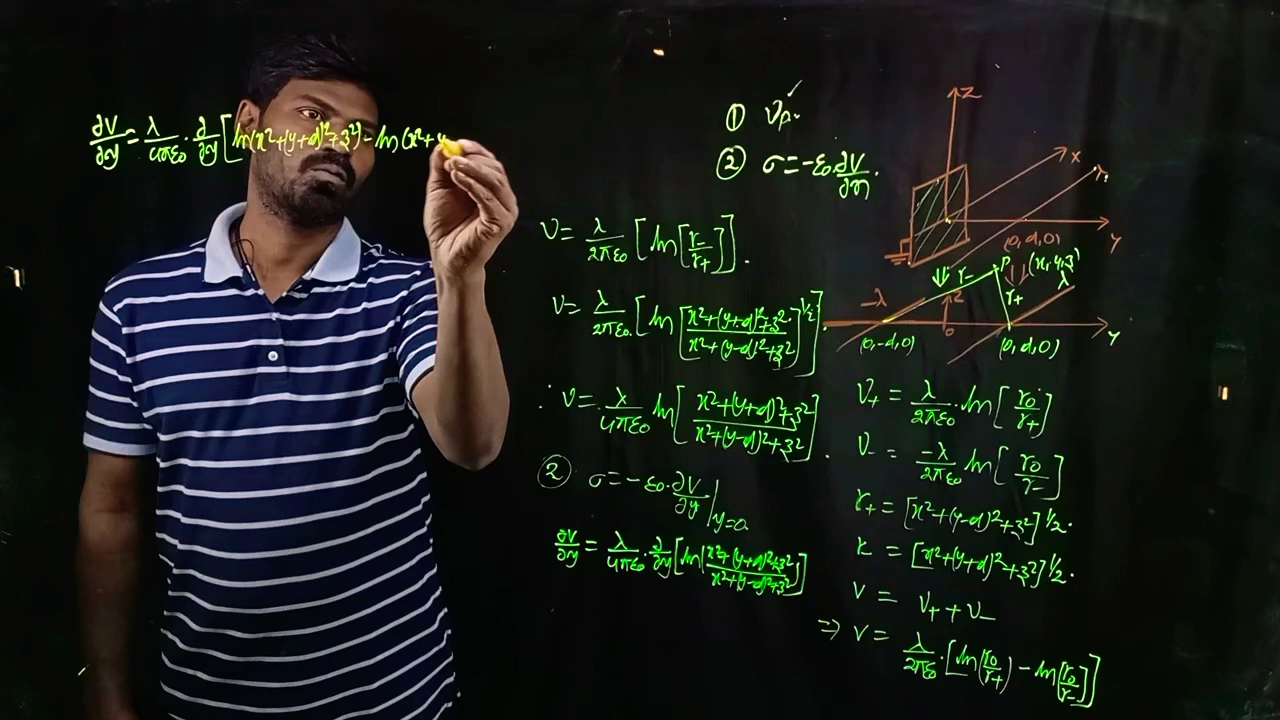 ∂V/∂y = λ/4πε₀ · ∂/∂y [ln(x²+(y+d)²+z²) - ln(x²+y
① Vp.
② σ = -ε₀ ∂V/∂n.
V = λ/2πε₀ [ln[r₋/r₊]].
V = λ/2πε₀ [ln [x²+(y+d)²+z² / x²+(y-d)²+z²]^1/2].
∴ V = λ/4πε₀ ln [x²+(y+d)²+z² / x²+(y-d)²+z²].
② σ = -ε₀ · ∂V/∂y |y=0
∂V/∂y = λ/4πε₀ · ∂/∂y [ln(x²+(y+d)²+z² / x²+(y-d)²+z²)]
Z
X
Y
(0,d,0)
P (x,y,z)
r₋
r₊
-λ
λ
Z
0
Y
(0,-d,0)
(0,d,0)
V₊ = λ/2πε₀ · ln [r₀/r₊]
V₋ = -λ/2πε₀ ln [r₀/r₋]
r₊ = [x²+(y-d)²+z²]^1/2.
r₋ = [x²+(y+d)²+z²]^1/2.
V = V₊ + V₋
⇒ V = λ/2πε₀ · [ln(r₀/r₊) - ln[r₀/r₋]]